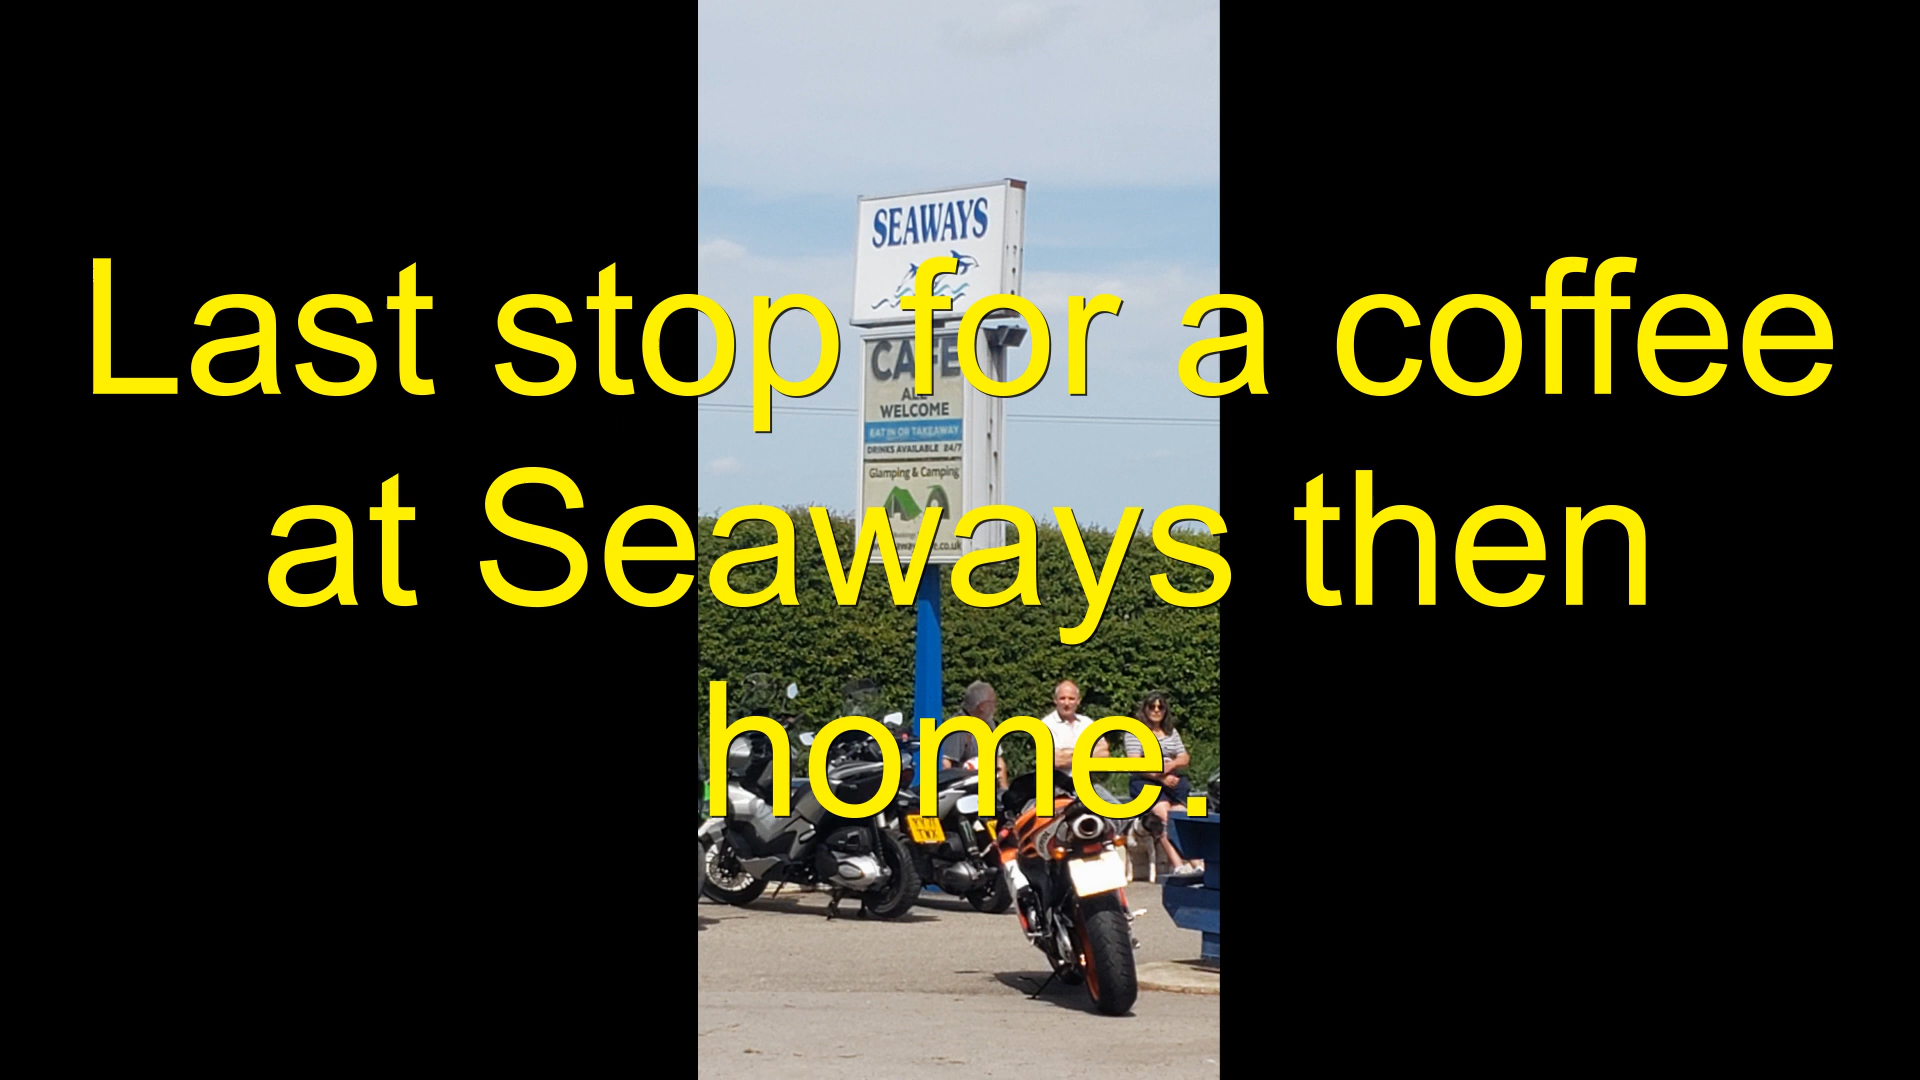 SEAWAYS
Last stop for a coffee
CAFE
ALL
WELCOME
EAT IN OR TAKEAWAY
DRINKS AVAILABLE 24/7
Glamping & Camping
at Seaways then
home.